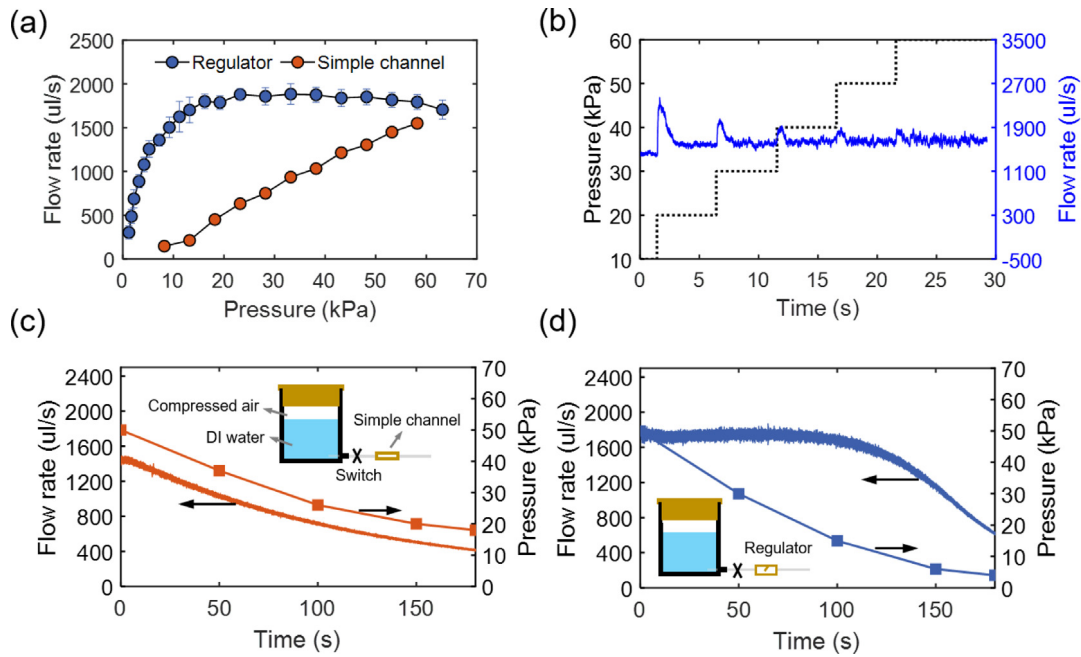 (a)
Flow rate (ul/s)
2500
2000
1500
1000
500
0
Regulator
Simple channel
0 10 20 30 40 50 60 70
Pressure (kPa)
(b)
Pressure (kPa)
60
50
40
30
20
10
3500
2700
1900
1100
300
-500
Flow rate (ul/s)
0 5 10 15 20 25 30
Time (s)
(c)
Flow rate (ul/s)
2400
2000
1600
1200
800
400
0
Compressed air
DI water
Simple channel
Switch
70
60
50
40
30
20
10
0
Pressure (kPa)
0 50 100 150
Time (s)
(d)
Flow rate (ul/s)
2400
2000
1600
1200
800
400
0
Regulator
70
60
50
40
30
20
10
0
Pressure (kPa)
0 50 100 150
Time (s)